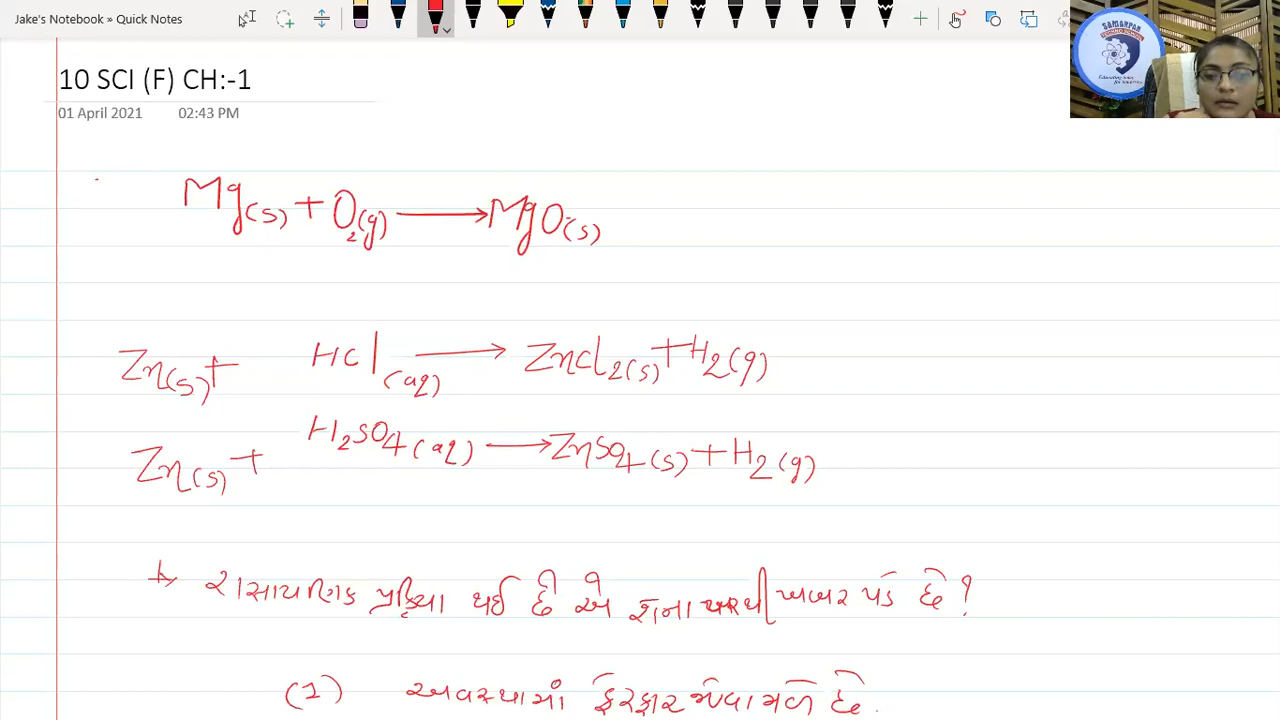 Jake's Notebook » Quick Notes
SAMARPAN
10 SCI (F) CH:-1
01 April 2021 02:43 PM
Mg(s) + O₂(g) ⟶ MgO(s)
Zn(s) + HCl(aq) ⟶ ZnCl₂(s) + H₂(g)
Zn(s) + H₂SO₄(aq) ⟶ ZnSO₄(s) + H₂(g)
રાસાયણિક પ્રક્રિયા થઈ છે એ શેના પરથી ખબર પડે છે?
(1) અવસ્થામાં ફેરફાર જોવા મળે છે.